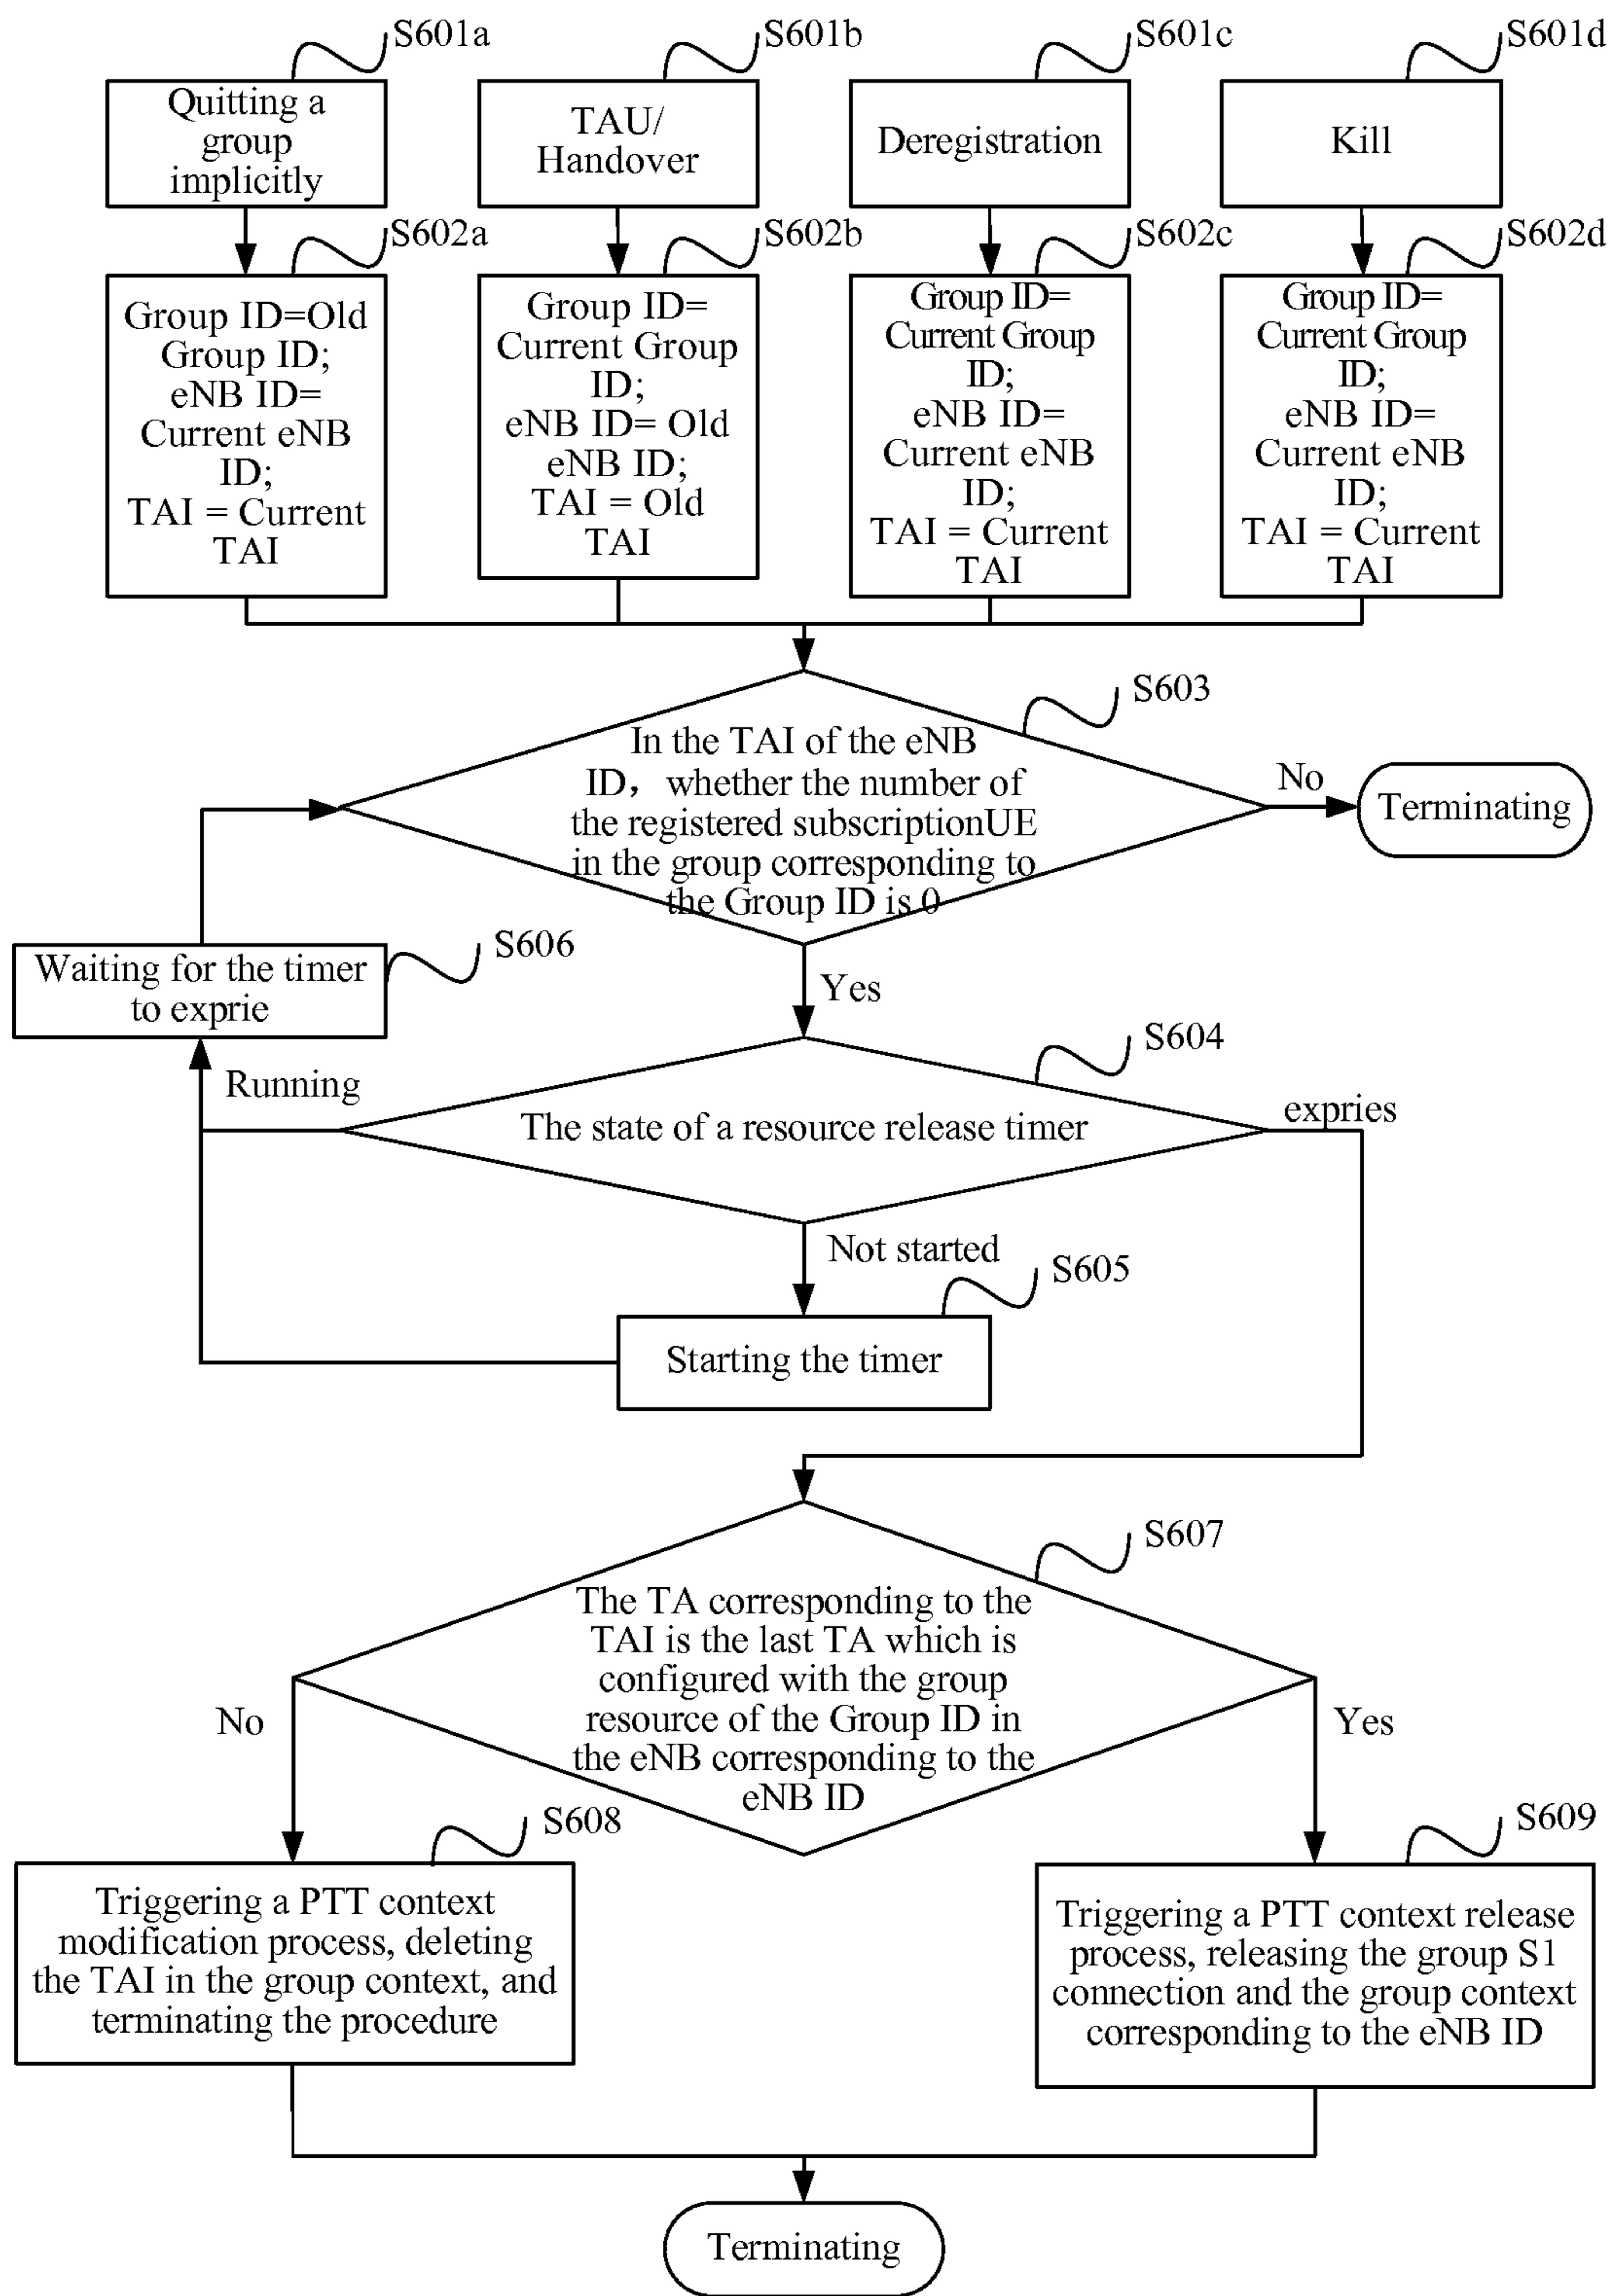 S601a
S601b
S601c
S601d
Quitting a
group
implicitly
TAU/
Handover
Deregistration
Kill
S602a
S602b
S602c
S602d
Group ID=Old
Group ID;
eNB ID=
Current eNB
ID;
TAI = Current
TAI
Group ID=
Current Group
ID;
eNB ID= Old
eNB ID;
TAI = Old
TAI
Group ID=
Current Group
ID;
eNB ID=
Current eNB
ID;
TAI = Current
TAI
Group ID=
Current Group
ID;
eNB ID=
Current eNB
ID;
TAI = Current
TAI
S603
In the TAI of the eNB
ID，whether the number of
the registered subscriptionUE
in the group corresponding to
the Group ID is 0
No
Terminating
S606
Waiting for the timer
to exprie
Yes
S604
Running
The state of a resource release timer
expries
Not started
S605
Starting the timer
S607
The TA corresponding to the
TAI is the last TA which is
configured with the group
resource of the Group ID in
the eNB corresponding to the
eNB ID
No
Yes
S608
S609
Triggering a PTT context
modification process, deleting
the TAI in the group context, and
terminating the procedure
Triggering a PTT context release
process, releasing the group S1
connection and the group context
corresponding to the eNB ID
Terminating